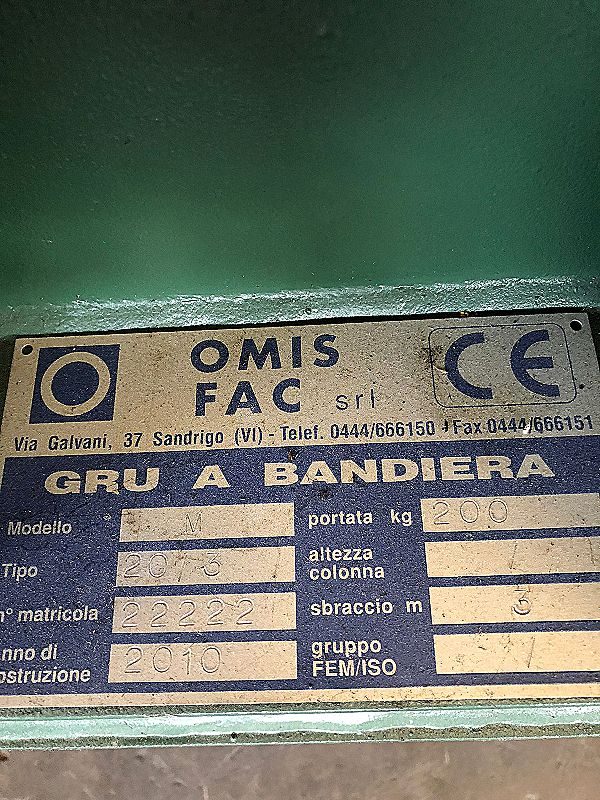 OMIS
FAC srl
CE
Via Galvani, 37 Sandrigo (VI) - Telef. 0444/666150 - Fax 0444/666151
GRU A BANDIERA
Modello M portata kg 200
Tipo 20/3 altezza colonna /
n° matricola 22222 sbraccio m 3
anno di costruzione 2010 gruppo FEM/ISO /